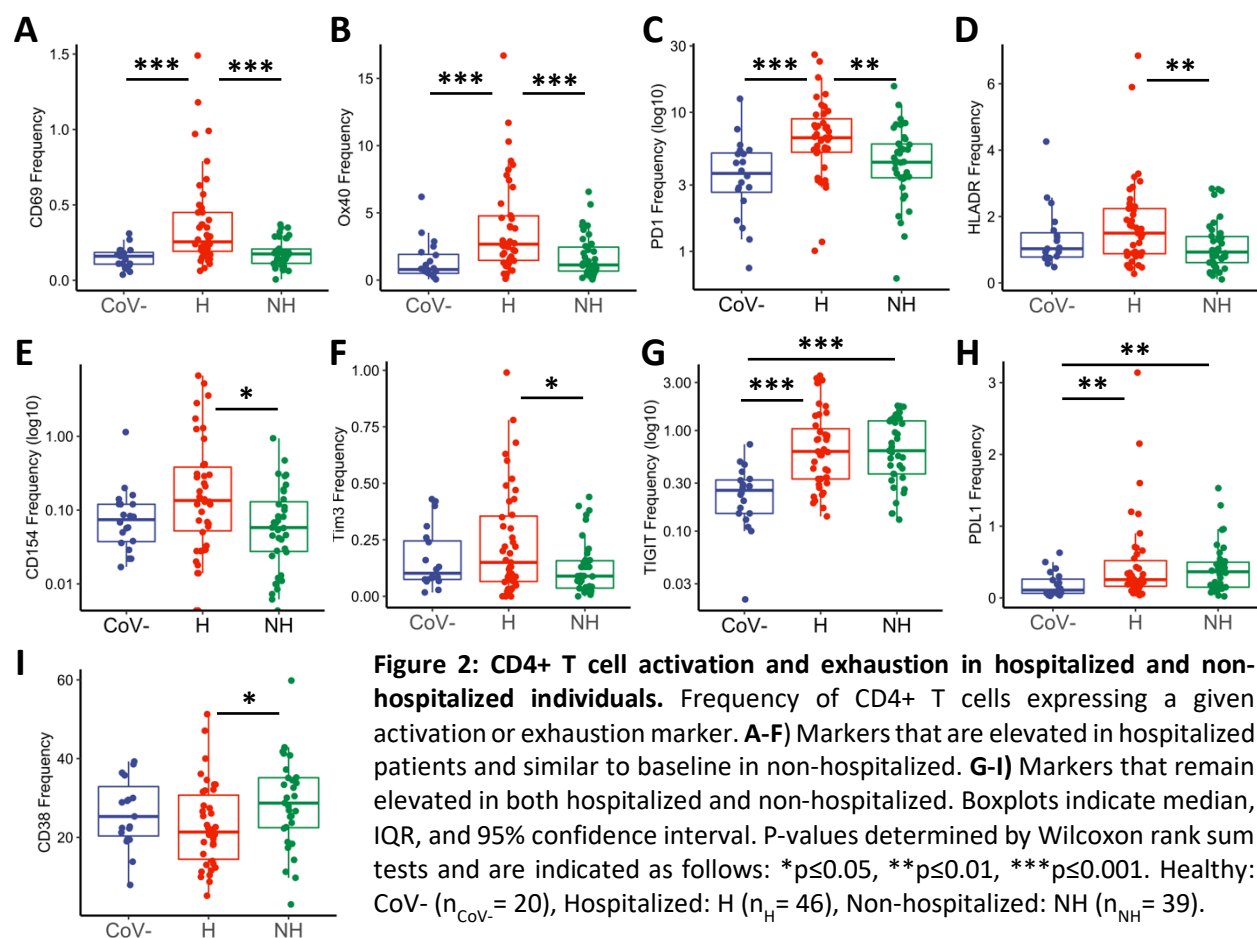 A
CD69 Frequency
1.5
1.0
0.5
0.0
***
***
CoV-
H
NH
B
Ox40 Frequency
15
10
5
0
***
***
CoV-
H
NH
C
PD1 Frequency (log10)
30
10
3
1
***
**
CoV-
H
NH
D
HLADR Frequency
6
4
2
0
**
CoV-
H
NH
E
CD154 Frequency (log10)
1.00
0.10
0.01
*
CoV-
H
NH
F
Tim3 Frequency
1.00
0.75
0.50
0.25
0.00
*
CoV-
H
NH
G
TIGIT Frequency (log10)
3.00
1.00
0.30
0.10
0.03
***
***
CoV-
H
NH
H
PDL1 Frequency
3
2
1
0
**
**
CoV-
H
NH
I
CD38 Frequency
60
40
20
*
CoV-
H
NH
Figure 2: CD4+ T cell activation and exhaustion in hospitalized and non-
hospitalized individuals. Frequency of CD4+ T cells expressing a given
activation or exhaustion marker. A-F) Markers that are elevated in hospitalized
patients and similar to baseline in non-hospitalized. G-I) Markers that remain
elevated in both hospitalized and non-hospitalized. Boxplots indicate median,
IQR, and 95% confidence interval. P-values determined by Wilcoxon rank sum
tests and are indicated as follows: *p≤0.05, **p≤0.01, ***p≤0.001. Healthy:
CoV- (nCoV-= 20), Hospitalized: H (nH= 46), Non-hospitalized: NH (nNH= 39).